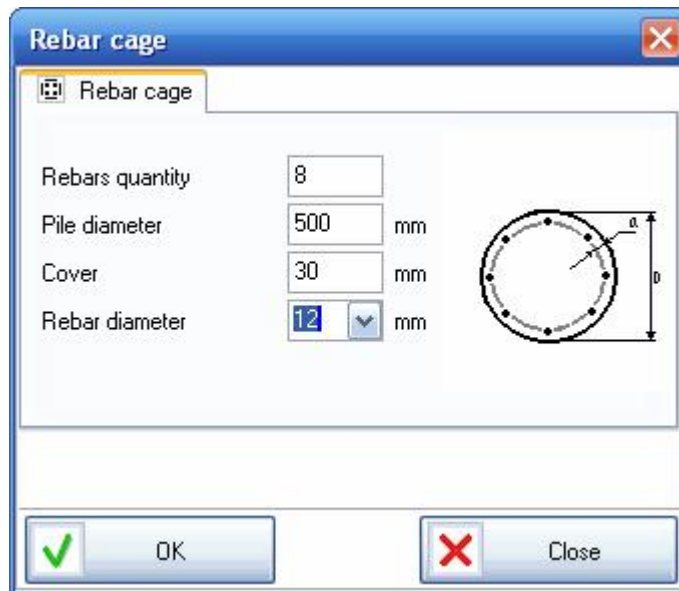 Rebar cage
Rebar cage
Rebars quantity 8
Pile diameter 500 mm
Cover 30 mm
Rebar diameter 12 mm
a
D
OK Close